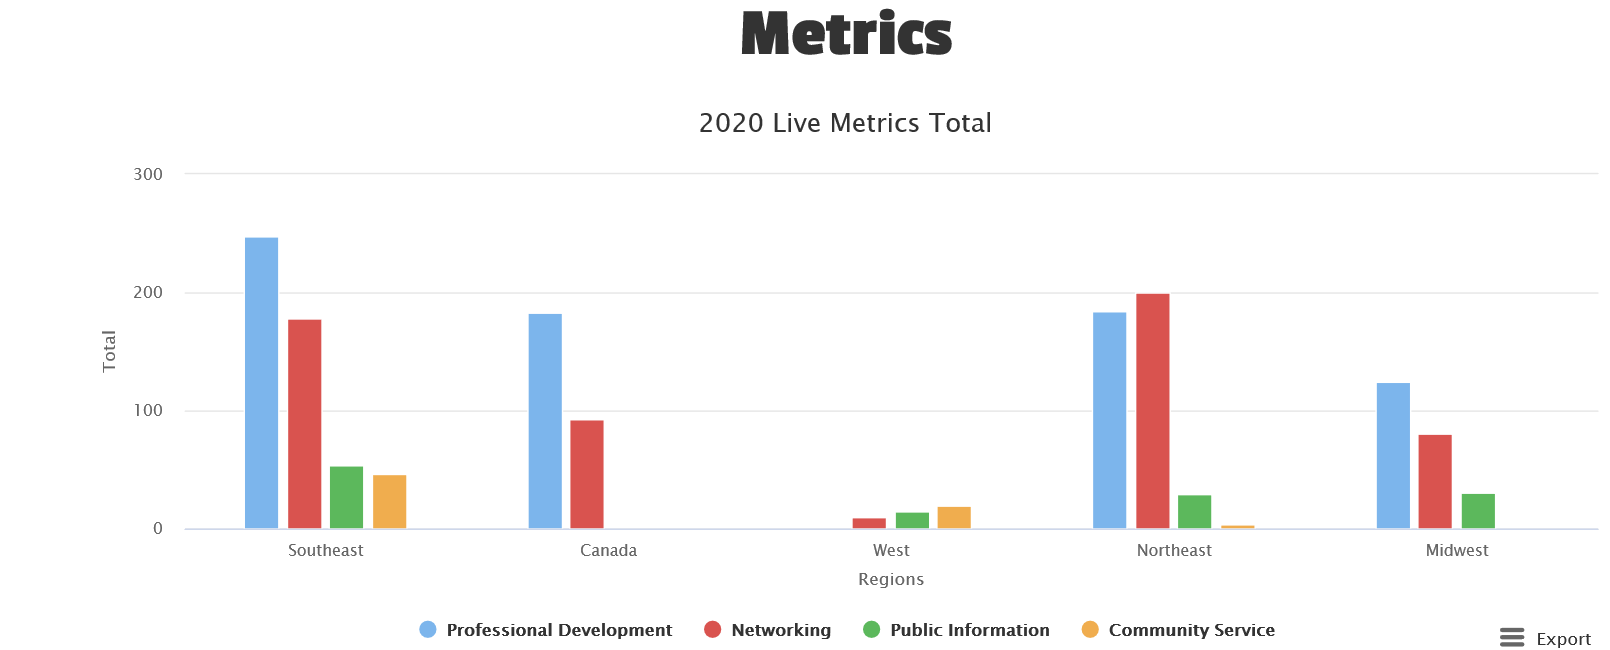 Metrics
2020 Live Metrics Total
300
200
100
0
Total
Southeast Canada West Northeast Midwest
Regions
Professional Development Networking Public Information Community Service
Export